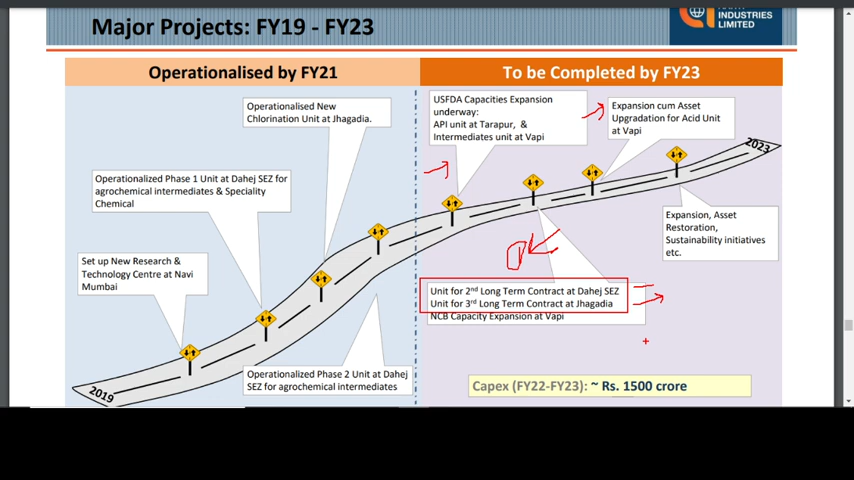 Major Projects: FY19 - FY23
INDUSTRIES
LIMITED
Operationalised by FY21
To be Completed by FY23
Operationalised New
Chlorination Unit at Jhagadia.
USFDA Capacities Expansion
underway:
API unit at Tarapur, &
Intermediates unit at Vapi
Expansion cum Asset
Upgradation for Acid Unit
at Vapi
2023
Operationalized Phase 1 Unit at Dahej SEZ for
agrochemical intermediates & Speciality
Chemical
Expansion, Asset
Restoration,
Sustainability initiatives
etc.
Set up New Research &
Technology Centre at Navi
Mumbai
Unit for 2nd Long Term Contract at Dahej SEZ
Unit for 3rd Long Term Contract at Jhagadia
NCB Capacity Expansion at Vapi
Operationalized Phase 2 Unit at Dahej
SEZ for agrochemical intermediates
2019
Capex (FY22-FY23): ~ Rs. 1500 crore